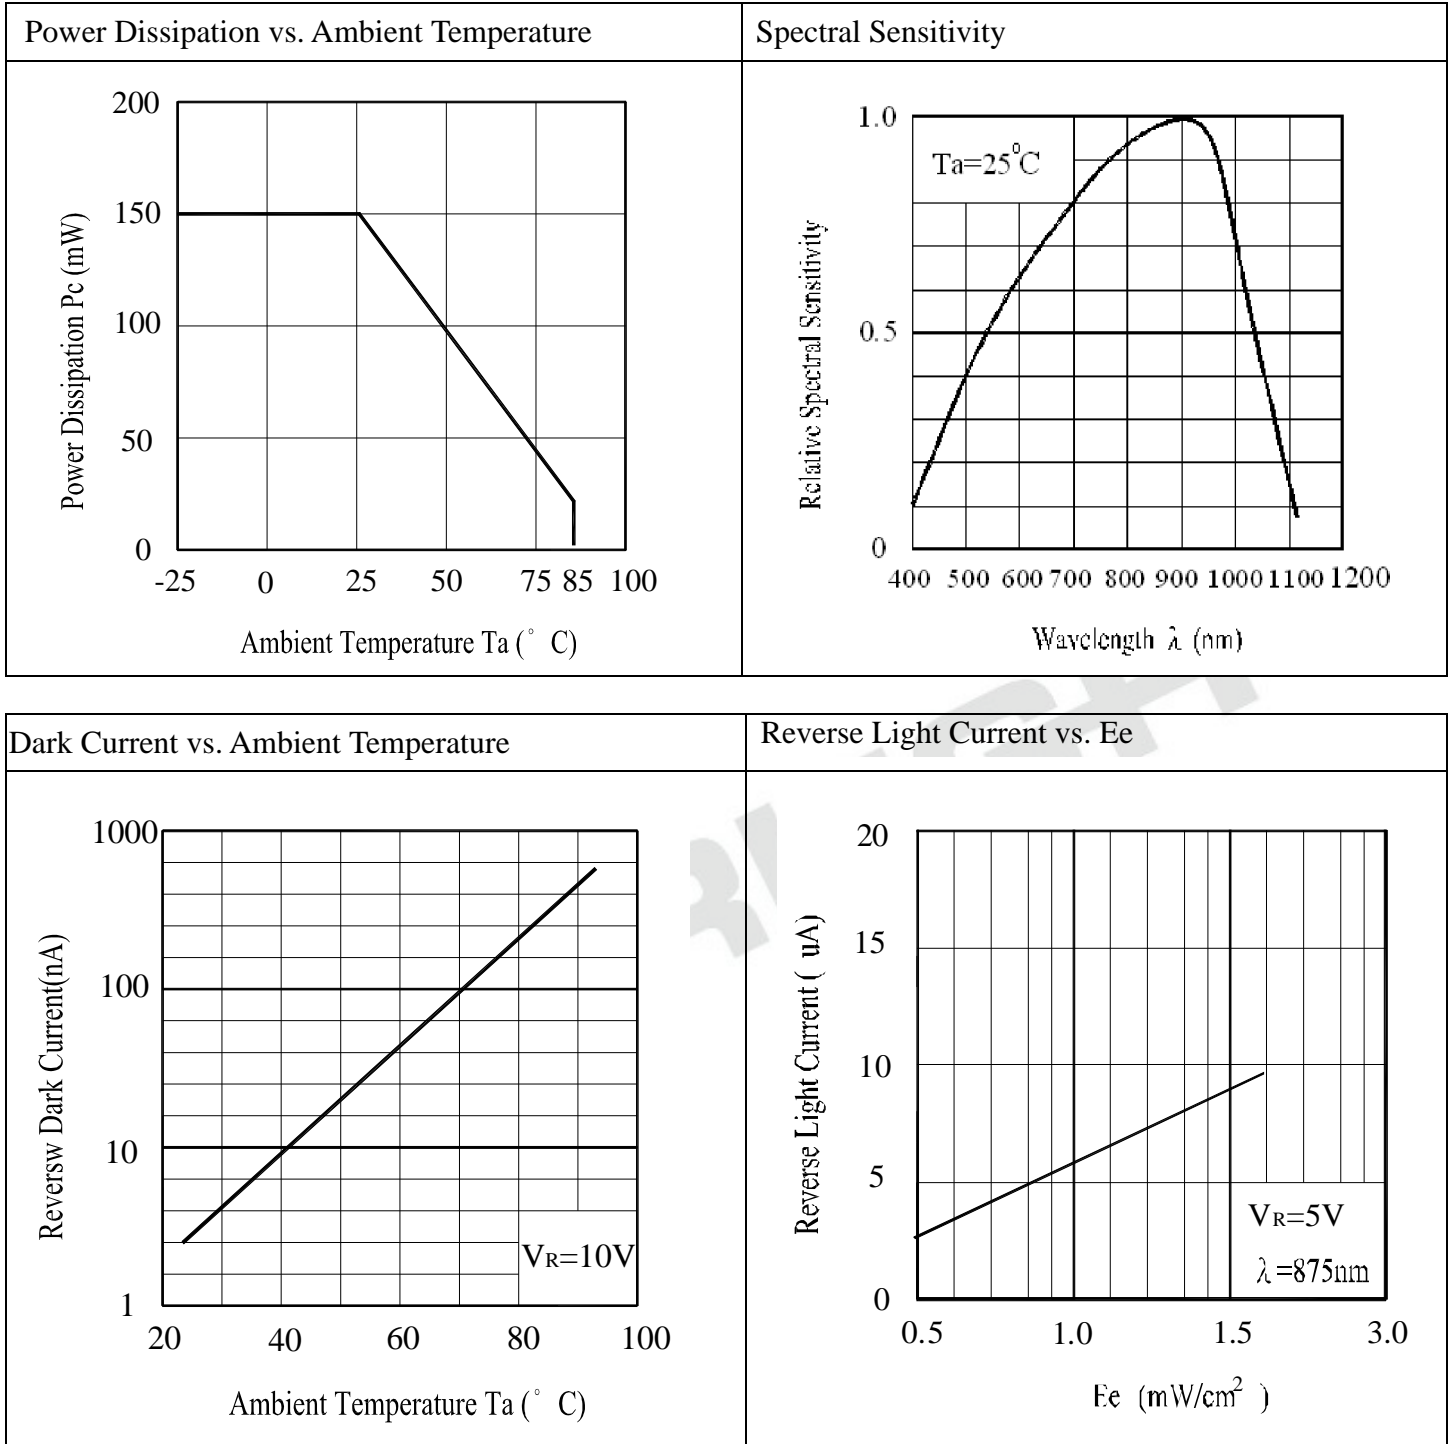 Power Dissipation vs. Ambient Temperature
Spectral Sensitivity
200
150
100
50
0
Power Dissipation Pc (mW)
-25 0 25 50 75 85 100
Ambient Temperature Ta (° C)
1.0
0.5
0
Ta=25°C
Relative Spectral Sensitivity
400 500 600 700 800 900 1000 1100 1200
Wavelength λ (nm)
Dark Current vs. Ambient Temperature
Reverse Light Current vs. Ee
1000
100
10
1
Reversw Dark Current(nA)
VR=10V
20 40 60 80 100
Ambient Temperature Ta (° C)
20
15
10
5
0
Reverse Light Current ( uA)
VR=5V
λ=875nm
0.5 1.0 1.5 3.0
Ee (mW/cm² )